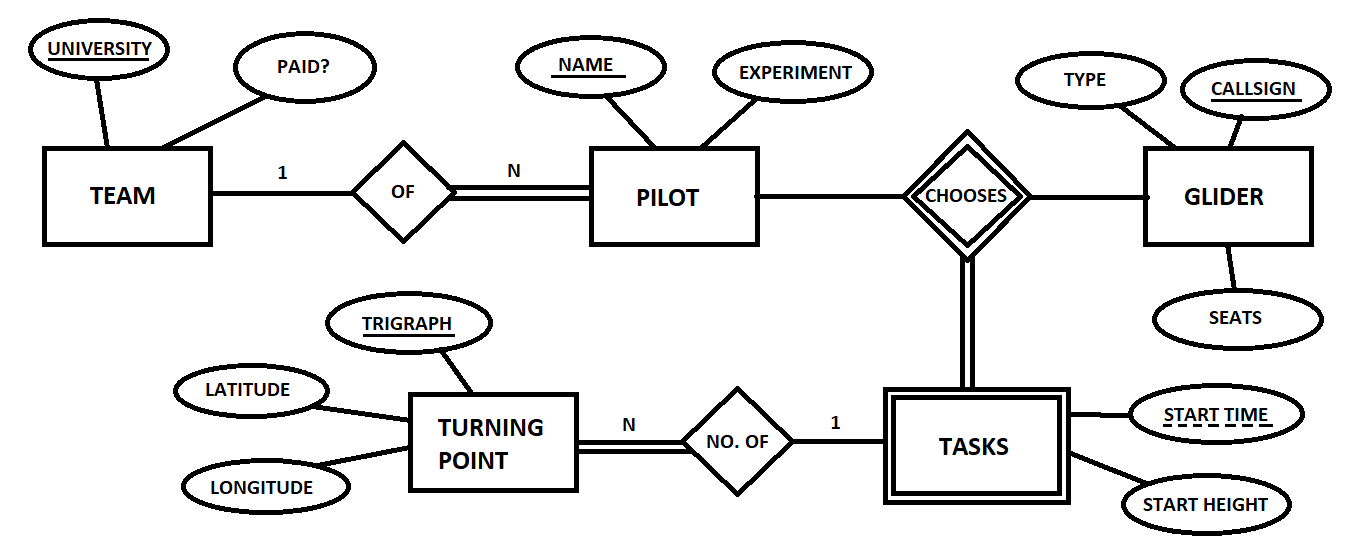 UNIVERSITY
PAID?
NAME
EXPERIMENT
TYPE
CALLSIGN
TEAM
1
OF
N
PILOT
CHOOSES
GLIDER
SEATS
TRIGRAPH
LATITUDE
LONGITUDE
TURNING
POINT
N
NO. OF
1
TASKS
START TIME
START HEIGHT